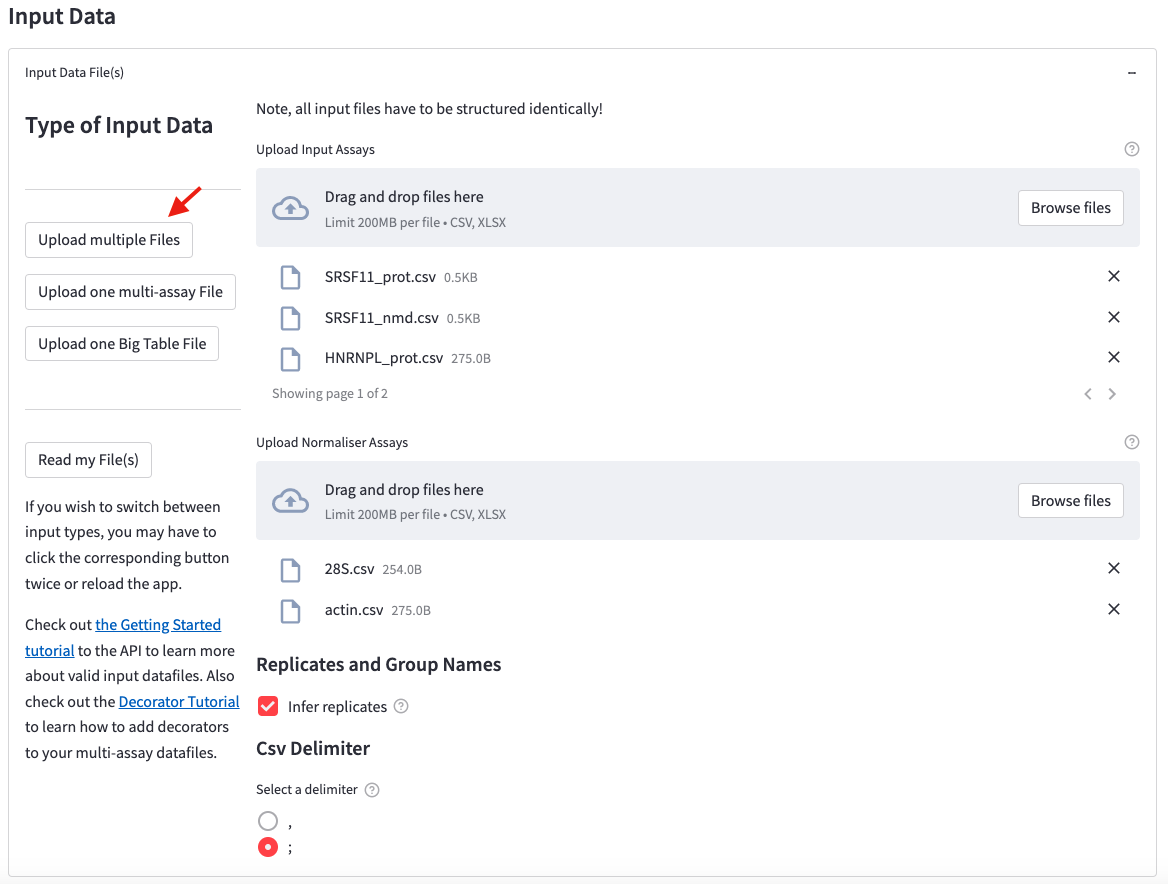 Input Data
Input Data File(s)
Type of Input Data
Upload multiple Files
Upload one multi-assay File
Upload one Big Table File
Read my File(s)
If you wish to switch between
input types, you may have to
click the corresponding button
twice or reload the app.
Check out the Getting Started
tutorial to the API to learn more
about valid input datafiles. Also
check out the Decorator Tutorial
to learn how to add decorators
to your multi-assay datafiles.
Note, all input files have to be structured identically!
Upload Input Assays
Drag and drop files here
Limit 200MB per file • CSV, XLSX
Browse files
SRSF11_prot.csv 0.5KB
SRSF11_nmd.csv 0.5KB
HNRNPL_prot.csv 275.0B
Showing page 1 of 2
Upload Normaliser Assays
Drag and drop files here
Limit 200MB per file • CSV, XLSX
Browse files
28S.csv 254.0B
actin.csv 275.0B
Replicates and Group Names
Infer replicates
Csv Delimiter
Select a delimiter
,
;